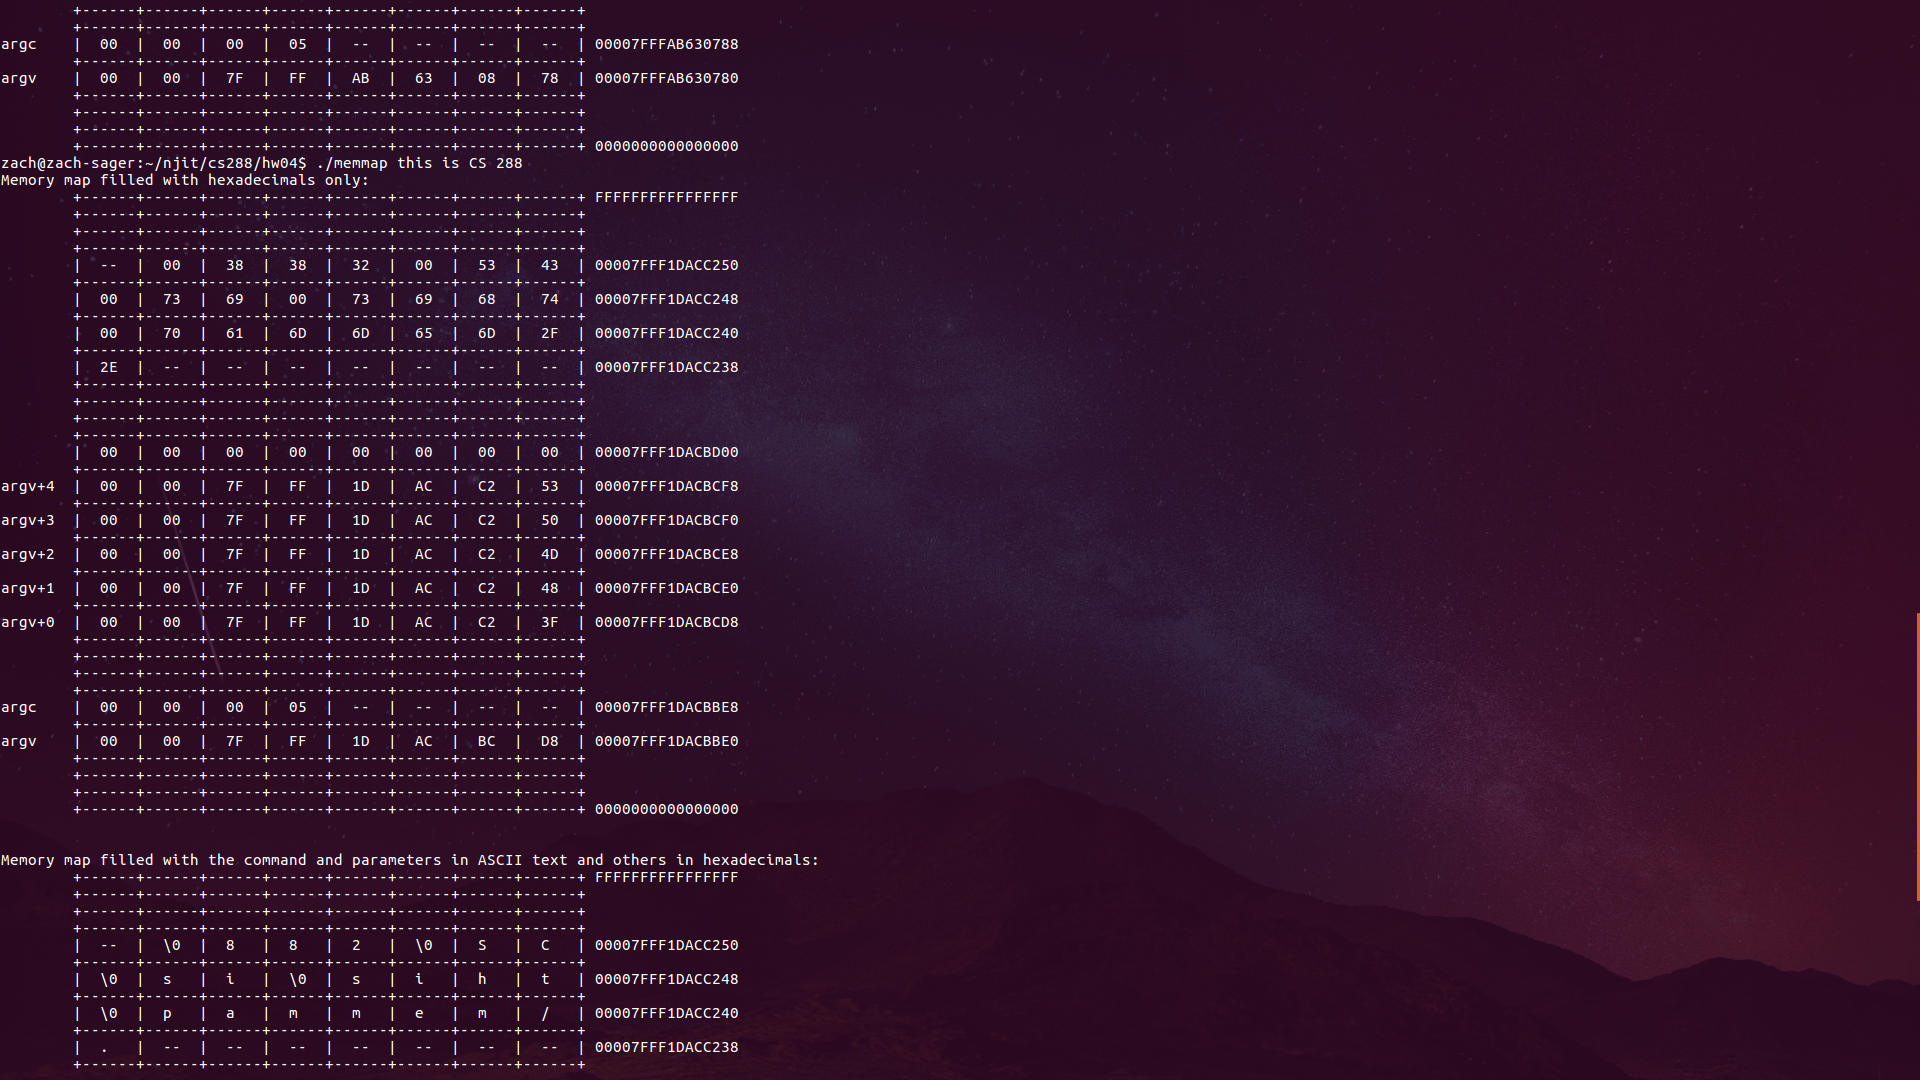 +------+------+------+------+------+------+------+------+
         +------+------+------+------+------+------+------+------+
argc     |  00  |  00  |  00  |  05  |  --  |  --  |  --  |  --  | 00007FFFAB630788
         +------+------+------+------+------+------+------+------+
argv     |  00  |  00  |  7F  |  FF  |  AB  |  63  |  08  |  78  | 00007FFFAB630780
         +------+------+------+------+------+------+------+------+
         +------+------+------+------+------+------+------+------+
         +------+------+------+------+------+------+------+------+
         +------+------+------+------+------+------+------+------+ 0000000000000000
zach@zach-sager:~/njit/cs288/hw04$ ./memmap this is CS 288
Memory map filled with hexadecimals only:
         +------+------+------+------+------+------+------+------+ FFFFFFFFFFFFFFFF
         +------+------+------+------+------+------+------+------+
         +------+------+------+------+------+------+------+------+
         +------+------+------+------+------+------+------+------+
         |  --  |  00  |  38  |  38  |  32  |  00  |  53  |  43  | 00007FFF1DACC250
         +------+------+------+------+------+------+------+------+
         |  00  |  73  |  69  |  00  |  73  |  69  |  68  |  74  | 00007FFF1DACC248
         +------+------+------+------+------+------+------+------+
         |  00  |  70  |  61  |  6D  |  6D  |  65  |  6D  |  2F  | 00007FFF1DACC240
         +------+------+------+------+------+------+------+------+
         |  2E  |  --  |  --  |  --  |  --  |  --  |  --  |  --  | 00007FFF1DACC238
         +------+------+------+------+------+------+------+------+
         +------+------+------+------+------+------+------+------+
         +------+------+------+------+------+------+------+------+
         +------+------+------+------+------+------+------+------+
         |  00  |  00  |  00  |  00  |  00  |  00  |  00  |  00  | 00007FFF1DACBD00
         +------+------+------+------+------+------+------+------+
argv+4   |  00  |  00  |  7F  |  FF  |  1D  |  AC  |  C2  |  53  | 00007FFF1DACBCF8
         +------+------+------+------+------+------+------+------+
argv+3   |  00  |  00  |  7F  |  FF  |  1D  |  AC  |  C2  |  50  | 00007FFF1DACBCF0
         +------+------+------+------+------+------+------+------+
argv+2   |  00  |  00  |  7F  |  FF  |  1D  |  AC  |  C2  |  4D  | 00007FFF1DACBCE8
         +------+------+------+------+------+------+------+------+
argv+1   |  00  |  00  |  7F  |  FF  |  1D  |  AC  |  C2  |  48  | 00007FFF1DACBCE0
         +------+------+------+------+------+------+------+------+
argv+0   |  00  |  00  |  7F  |  FF  |  1D  |  AC  |  C2  |  3F  | 00007FFF1DACBCD8
         +------+------+------+------+------+------+------+------+
         +------+------+------+------+------+------+------+------+
         +------+------+------+------+------+------+------+------+
         +------+------+------+------+------+------+------+------+
argc     |  00  |  00  |  00  |  05  |  --  |  --  |  --  |  --  | 00007FFF1DACBBE8
         +------+------+------+------+------+------+------+------+
argv     |  00  |  00  |  7F  |  FF  |  1D  |  AC  |  BC  |  D8  | 00007FFF1DACBBE0
         +------+------+------+------+------+------+------+------+
         +------+------+------+------+------+------+------+------+
         +------+------+------+------+------+------+------+------+
         +------+------+------+------+------+------+------+------+ 0000000000000000
Memory map filled with the command and parameters in ASCII text and others in hexadecimals:
         +------+------+------+------+------+------+------+------+ FFFFFFFFFFFFFFFF
         +------+------+------+------+------+------+------+------+
         +------+------+------+------+------+------+------+------+
         +------+------+------+------+------+------+------+------+
         |  --  |  \0  |  8   |  8   |  2   |  \0  |  S   |  C   | 00007FFF1DACC250
         +------+------+------+------+------+------+------+------+
         |  \0  |  s   |  i   |  \0  |  s   |  i   |  h   |  t   | 00007FFF1DACC248
         +------+------+------+------+------+------+------+------+
         |  \0  |  p   |  a   |  m   |  m   |  e   |  m   |  /   | 00007FFF1DACC240
         +------+------+------+------+------+------+------+------+
         |  .   |  --  |  --  |  --  |  --  |  --  |  --  |  --  | 00007FFF1DACC238
         +------+------+------+------+------+------+------+------+